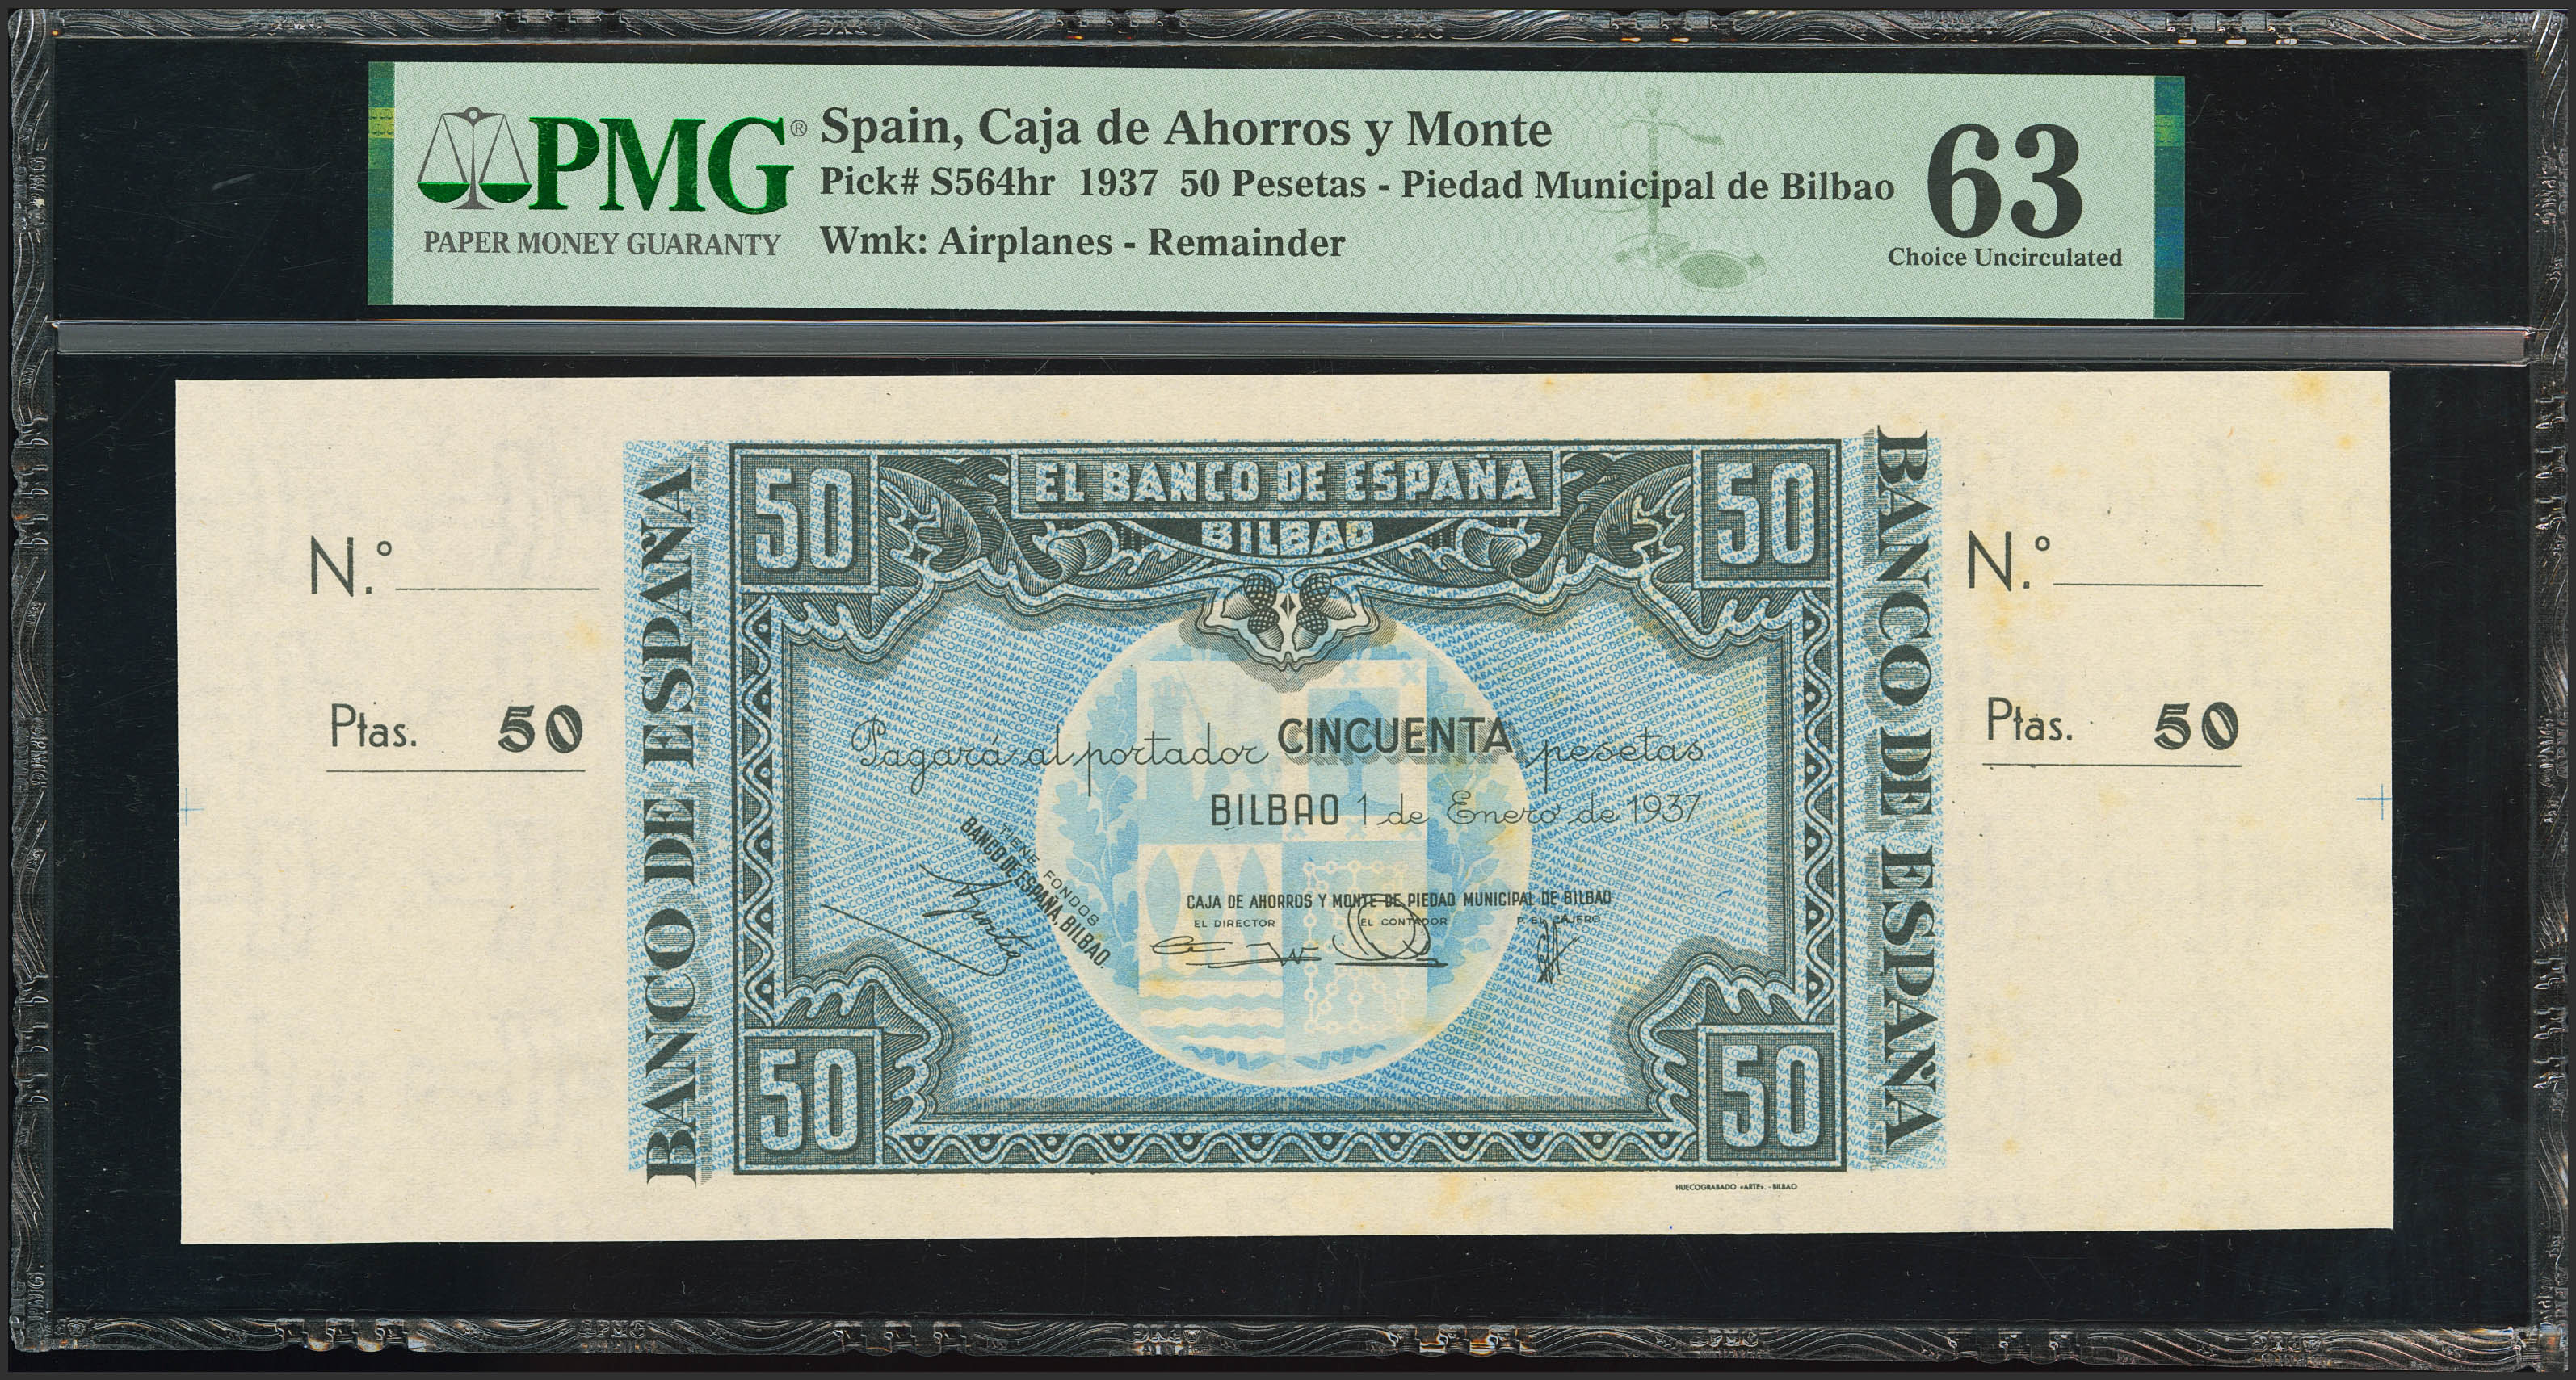 PMG®
PAPER MONEY GUARANTY
Spain, Caja de Ahorros y Monte
Pick# S564hr 1937 50 Pesetas - Piedad Municipal de Bilbao
Wmk: Airplanes - Remainder
63
Choice Uncirculated
N.º
Ptas. 50
BANCO DE ESPAÑA
50
EL BANCO DE ESPAÑA
BILBAO
50
Pagará al portador CINCUENTA pesetas
BILBAO 1 de Enero de 1937
TIENE FONDOS
BANCO DE ESPAÑA, BILBAO.
CAJA DE AHORROS Y MONTE DE PIEDAD MUNICIPAL DE BILBAO
EL DIRECTOR EL CONTADOR P. EL CAJERO
50
50
HUECOGRABADO «ARTE». - BILBAO
BANCO DE ESPAÑA
N.º
Ptas. 50